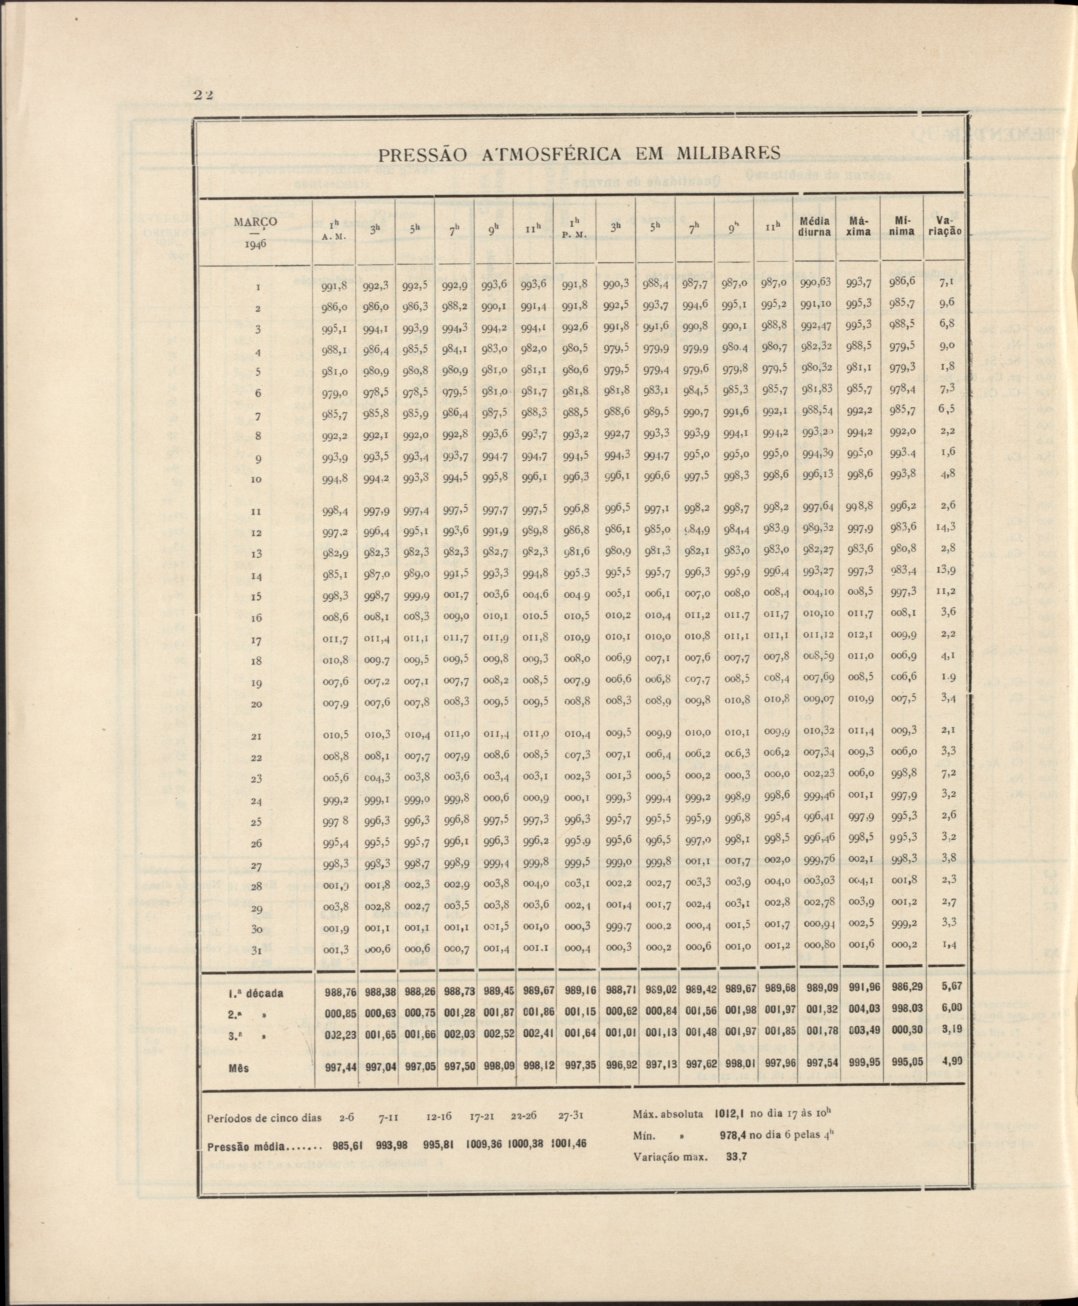 22
PRESSÃO ATMOSFÉRICA EM MILIBARES
MARÇO — 1946 1h A. M. 3h 5h 7h 9h 11h 1h P. M. 3h 5h 7h 9h 11h Média diurna Má- xima Mí- nima Va- riação
1 991,8 992,3 992,5 992,9 993,6 993,6 991,8 990,3 988,4 987,7 987,0 987,0 990,63 993,7 986,6 7,1
2 986,0 986,0 986,3 988,2 990,1 991,4 991,8 992,5 993,7 994,6 995,1 995,2 991,10 995,3 985,7 9,6
3 995,1 994,1 993,9 994,3 994,2 994,1 992,6 991,8 991,6 990,8 990,1 988,8 992,47 995,3 988,5 6,8
4 988,1 986,4 985,5 984,1 983,0 982,0 980,5 979,5 979,9 979,9 980.4 980,7 982,32 988,5 979,5 9,0
5 981,0 980,9 980,8 980,9 981,0 981,1 980,6 979,5 979,4 979,6 979,8 979,5 980,32 981,1 979,3 1,8
6 979,0 978,5 978,5 979,5 981,0 981,7 981,8 981,8 983,1 984,5 985,3 985,7 981,83 985,7 978,4 7,3
7 985,7 985,8 985,9 986,4 987,5 988,3 988,5 988,6 989,5 990,7 991,6 992,1 988,54 992,2 985,7 6,5
8 992,2 992,1 992,0 992,8 993,6 993,7 993,2 992,7 993,3 993,9 994,1 994,2 993,20 994,2 992,0 2,2
9 993,9 993,5 993,4 993,7 994.7 994,7 994,5 994,3 994,7 995,0 995,0 995,0 994,39 995,0 993.4 1,6
10 994,8 994.2 993,8 994,5 995,8 996,1 996,3 996,1 996,6 997,5 998,3 998,6 996,13 998,6 993,8 4,8
11 998,4 997,9 997,4 997,5 997,7 997,5 996,8 996,5 997,1 998,2 998,7 998,2 997,64 998,8 996,2 2,6
12 997.2 996,4 995,1 993,6 991,9 989,8 986,8 986,1 985,0 984,9 984,4 983,9 989,32 997,9 983,6 14,3
13 982,9 982,3 982,3 982,3 982,7 982,3 981,6 980,9 981,3 982,1 983,0 983,0 982,27 983,6 980,8 2,8
14 985,1 987,0 989,0 991,5 993,3 994,8 995.3 995,5 995,7 996,3 995,9 996,4 993,27 997,3 983,4 13,9
15 998,3 998,7 999,9 001,7 003,6 004,6 004 9 005,1 006,1 007,0 008,0 008,4 004,10 008,5 997,3 11,2
16 008,6 008,1 008,3 009,0 010,1 010.5 010,5 010,2 010,4 011,2 011,7 011,7 010,10 011,7 008,1 3,6
17 011,7 011,4 011,1 011,7 011,9 011,8 010,9 010,1 010,0 010,8 011,1 011,1 011,12 012,1 009,9 2,2
18 010,8 009.7 009,5 009,5 009,8 009,3 008,0 006,9 007,1 007,6 007,7 007,8 008,59 011,0 006,9 4,1
19 007,6 007,2 007,1 007,7 008,2 008,5 007,9 006,6 006,8 007,7 008,5 008,4 007,69 008,5 006,6 1.9
20 007,9 007,6 007,8 008,3 009,5 009,5 008,8 008,3 008,9 009,8 010,8 010,8 009,07 010,9 007,5 3,4
21 010,5 010,3 010,4 011,0 011,4 011,0 010,4 009,5 009,9 010,0 010,1 009,9 010,32 011,4 009,3 2,1
22 008,8 008,1 007,7 007,9 008,6 008,5 007,3 007,1 006,4 006,2 006,3 006,2 007,34 009,3 006,0 3,3
23 005,6 004,3 003,8 003,6 003,4 003,1 002,3 001,3 000,5 000,2 000,3 000,0 002,23 006,0 998,8 7,2
24 999,2 999,1 999,0 999,8 000,6 000,9 000,1 999,3 999,4 999,2 998,9 998,6 999,46 001,1 997,9 3,2
25 997 8 996,3 996,3 996,8 997,5 997,3 996,3 995,7 995,5 995,9 996,8 995,4 996,41 997,9 995,3 2,6
26 995,4 995,5 995,7 996,1 996,3 996,2 995,9 995,6 996,5 997,0 998,1 998,5 996,46 998,5 995,3 3,2
27 998,3 998,3 998,7 998,9 999,4 999,8 999,5 999,0 999,8 001,1 001,7 002,0 999,76 002,1 998,3 3,8
28 001,9 001,8 002,3 002,9 003,8 004,0 003,1 002,2 002,7 003,3 003,9 004,0 003,03 004,1 001,8 2,3
29 003,8 002,8 002,7 003,5 003,8 003,6 002,4 001,4 001,7 002,4 003,1 002,8 002,78 003,9 001,2 2,7
30 001,9 001,1 001,1 001,1 001,5 001,0 000,3 999,7 000,2 000,4 001,5 001,7 000,94 002,5 999,2 3,3
31 001,3 000,6 000,6 000,7 001,4 001.1 000,4 000,3 000,2 000,6 001,0 001,2 000,80 001,6 000,2 1,4
1.ª década 988,76 988,38 988,26 988,73 989,45 989,67 989,16 988,71 989,02 989,42 989,67 989,68 989,09 991,96 986,29 5,67
2.ª » 000,85 000,63 000,75 001,28 001,87 001,86 001,15 000,62 000,84 001,56 001,98 001,97 001,32 004,03 998.03 6,00
3.ª » 002,23 001,65 001,66 002,03 002,52 002,41 001,64 001,01 001,13 001,48 001,97 001,85 001,78 003,49 000,30 3,19
Mês 997,44 997,04 997,05 997,50 998,09 998,12 997,35 996,92 997,13 997,62 998,01 997,96 997,54 999,95 995,05 4,90
Períodos de cinco dias 2-6 7-11 12-16 17-21 22-26 27-31
Pressão média....... 985,61 993,98 995,81 1009,36 1000,38 1001,46
Máx. absoluta 1012,1 no dia 17 às 10h
Mín. » 978,4 no dia 6 pelas 4h
Variação max. 33,7